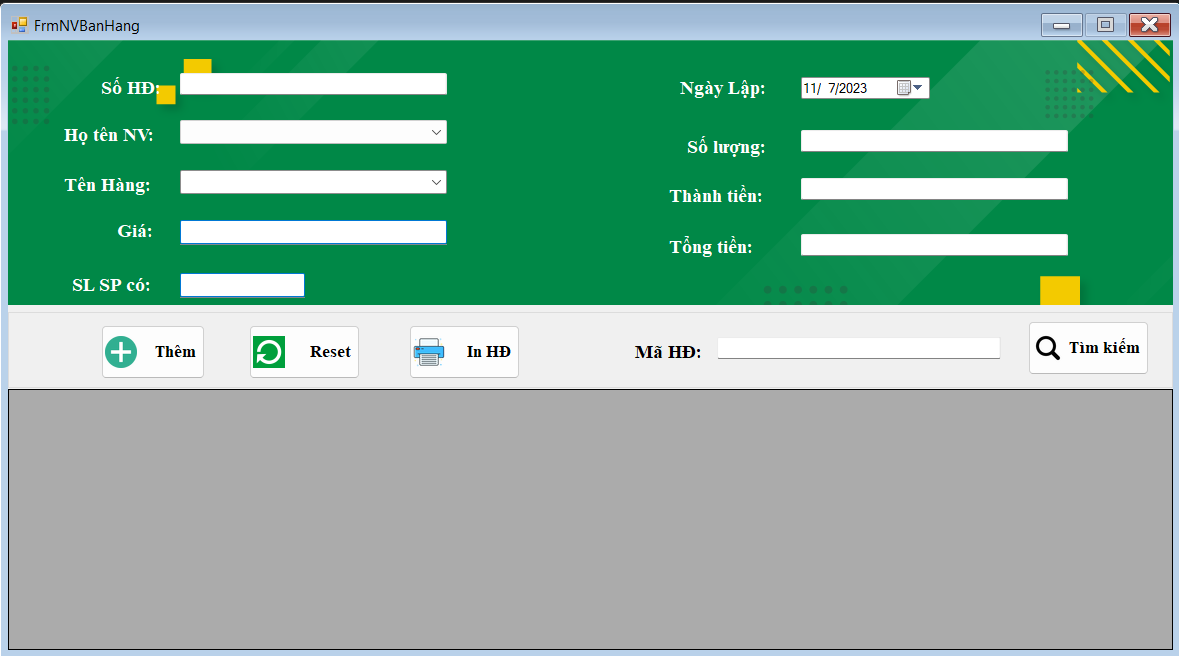 FrmNVBanHang
Số HĐ:
Ngày Lập:
11/ 7/2023
Họ tên NV:
Số lượng:
Tên Hàng:
Thành tiền:
Giá:
Tổng tiền:
SL SP có:
Thêm
Reset
In HĐ
Mã HĐ:
Tìm kiếm